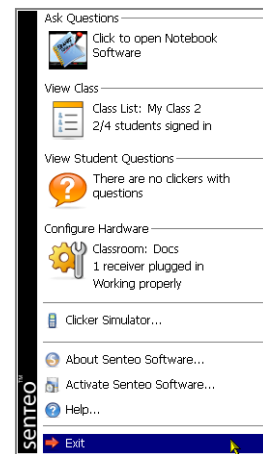 Ask Questions
Click to open Notebook
Software
View Class
Class List: My Class 2
2/4 students signed in
View Student Questions
There are no clickers with
questions
Configure Hardware
Classroom: Docs
1 receiver plugged in
Working properly
Clicker Simulator...
About Senteo Software...
Activate Senteo Software...
Help...
Exit
senteo™